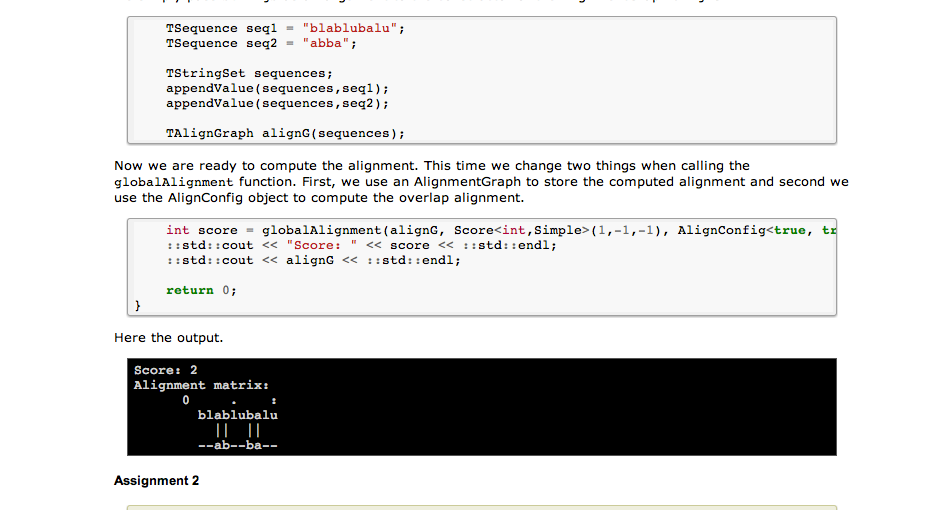 TSequence seq1 = "blablubalu";
TSequence seq2 = "abba";
TStringSet sequences;
appendValue(sequences,seq1);
appendValue(sequences,seq2);
TAlignGraph alignG(sequences);
Now we are ready to compute the alignment. This time we change two things when calling the
globalAlignment function. First, we use an AlignmentGraph to store the computed alignment and second we
use the AlignConfig object to compute the overlap alignment.
int score = globalAlignment(alignG, Score<int,Simple>(1,-1,-1), AlignConfig<true, tr
::std::cout << "Score: " << score << ::std::endl;
::std::cout << alignG << ::std::endl;
return 0;
}
Here the output.
Score: 2
Alignment matrix:
0 . :
blablubalu
|| ||
--ab--ba--
Assignment 2